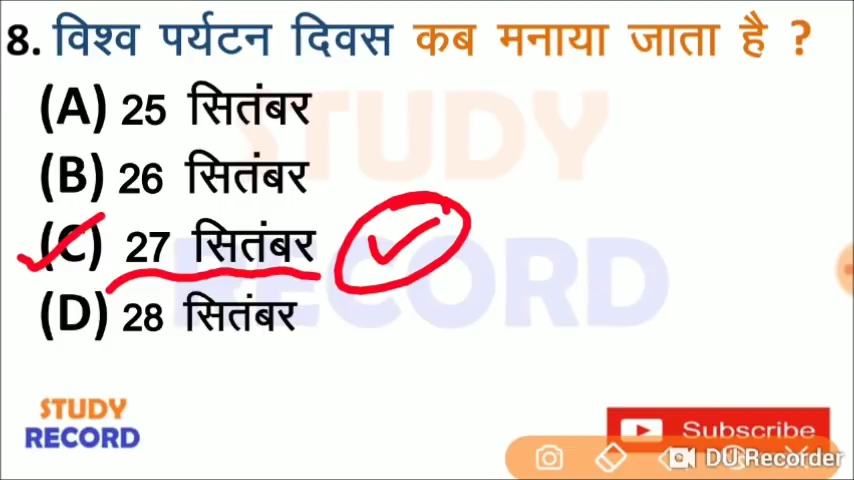 8. विश्व पर्यटन दिवस कब मनाया जाता है ?
(A) 25 सितंबर
(B) 26 सितंबर
(C) 27 सितंबर
(D) 28 सितंबर
STUDY
RECORD
STUDY
RECORD
Subscribe
DU Recorder